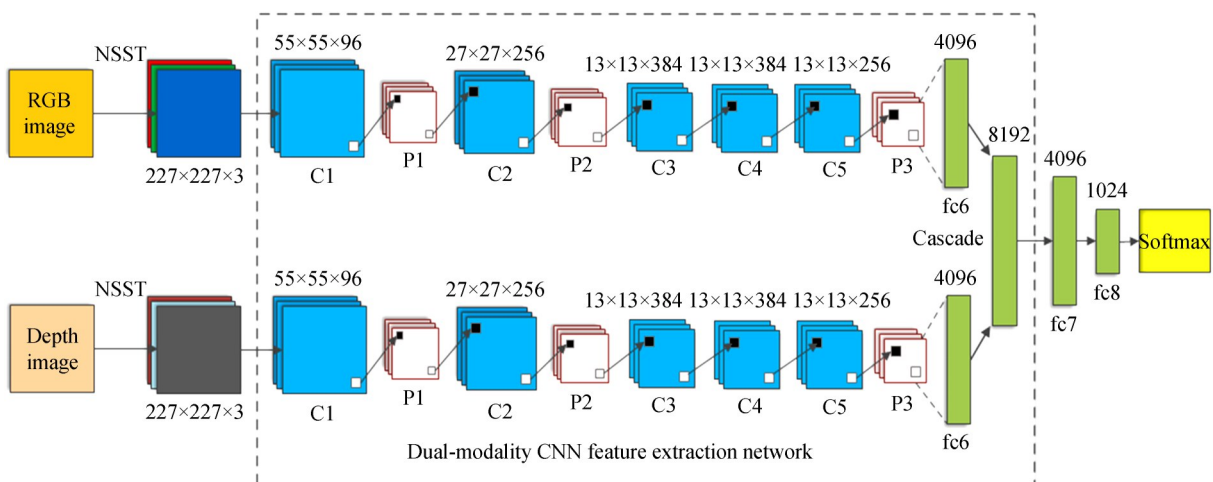 NSST
RGB
image
227×227×3
55×55×96
C1
P1
27×27×256
C2
P2
13×13×384
C3
13×13×384
C4
13×13×256
C5
P3
4096
fc6
8192
Cascade
4096
fc7
1024
fc8
Softmax
NSST
Depth
image
227×227×3
55×55×96
C1
P1
27×27×256
C2
P2
13×13×384
C3
13×13×384
C4
13×13×256
C5
P3
4096
fc6
Dual-modality CNN feature extraction network